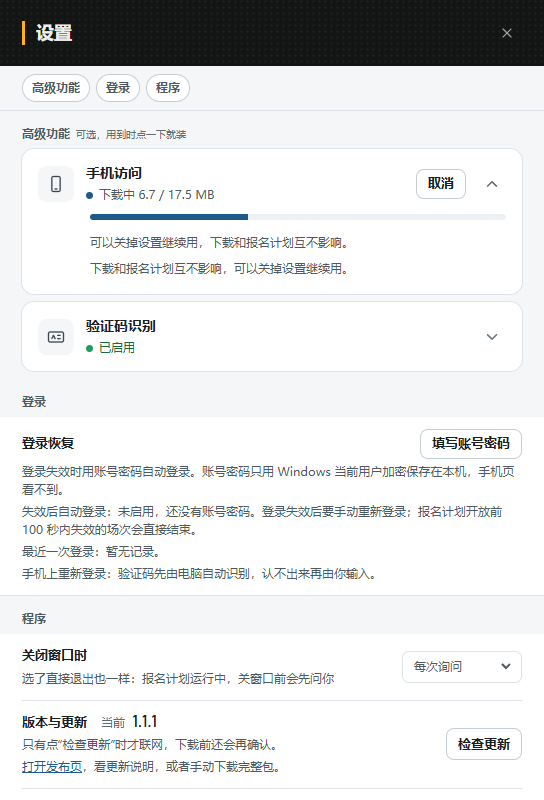 设置
高级功能 登录 程序
高级功能 可选，用到时点一下就装
手机访问
下载中 6.7 / 17.5 MB
取消
可以关掉设置继续用，下载和报名计划互不影响。
下载和报名计划互不影响，可以关掉设置继续用。
验证码识别
已启用
登录
登录恢复
填写账号密码
登录失效时用账号密码自动登录。账号密码只用 Windows 当前用户加密保存在本机，手机页
看不到。
失效后自动登录：未启用，还没有账号密码。登录失效后要手动重新登录；报名计划开放前
100 秒内失效的场次会直接结束。
最近一次登录：暂无记录。
手机上重新登录：验证码先由电脑自动识别，认不出来再由你输入。
程序
关闭窗口时
选了直接退出也一样：报名计划运行中，关窗口前会先问你
每次询问
版本与更新 当前 1.1.1
只有点“检查更新”时才联网，下载前还会再确认。
打开发布页，看更新说明，或者手动下载完整包。
检查更新